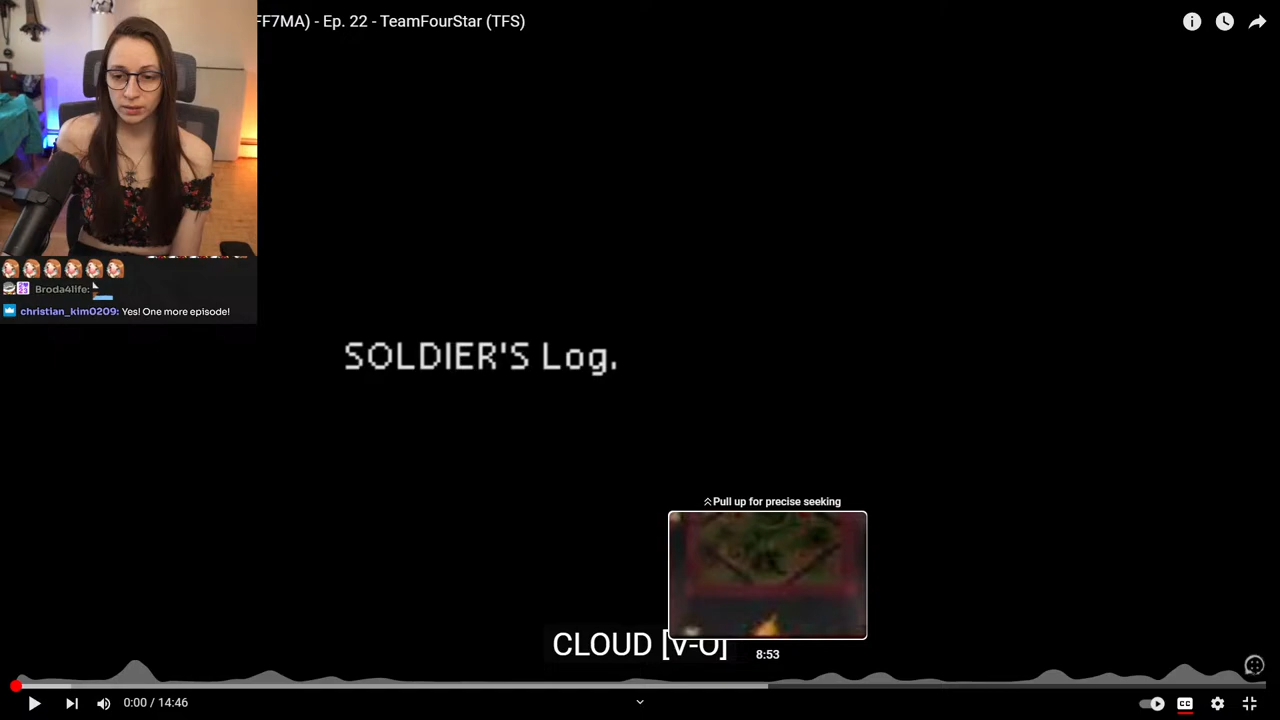 FF7MA) - Ep. 22 - TeamFourStar (TFS)
Broda4life:
christian_kim0209: Yes! One more episode!
SOLDIER'S Log.
Pull up for precise seeking
CLOUD [V-O]
8:53
0:00 / 14:46
CC